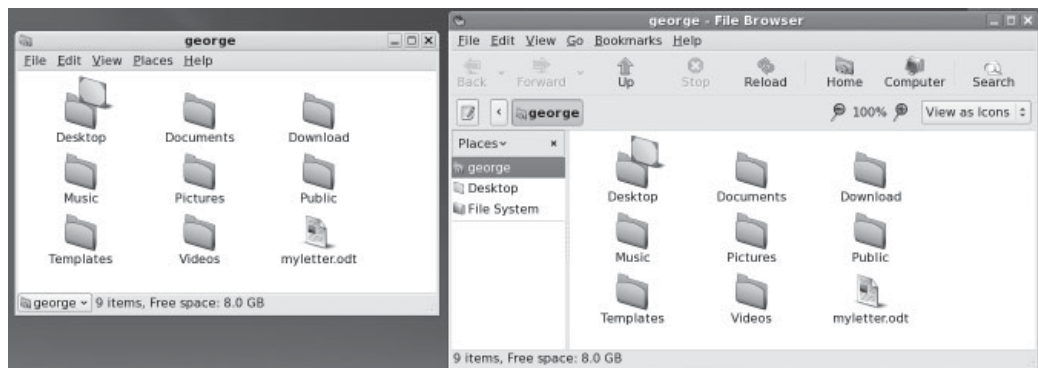 george
File Edit View Places Help
Desktop Documents Download
Music Pictures Public
Templates Videos myletter.odt
george 9 items, Free space: 8.0 GB
george - File Browser
File Edit View Go Bookmarks Help
Back Forward Up Stop Reload Home Computer Search
george 100% View as Icons
Places
george
Desktop
File System
Desktop Documents Download
Music Pictures Public
Templates Videos myletter.odt
9 items, Free space: 8.0 GB